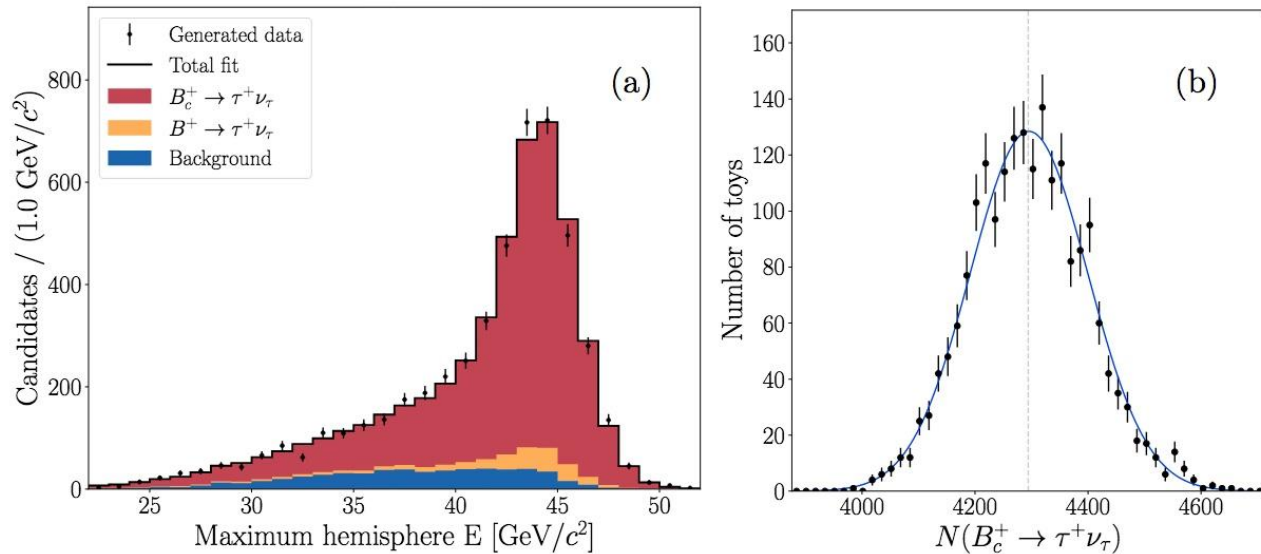 Generated data
Total fit
B_c^+ → τ^+ν_τ
B^+ → τ^+ν_τ
Background
(a)
Candidates / (1.0 GeV/c^2)
800
600
400
200
0
25 30 35 40 45 50
Maximum hemisphere E [GeV/c^2]
(b)
Number of toys
160
140
120
100
80
60
40
20
0
4000 4200 4400 4600
N(B_c^+ → τ^+ν_τ)